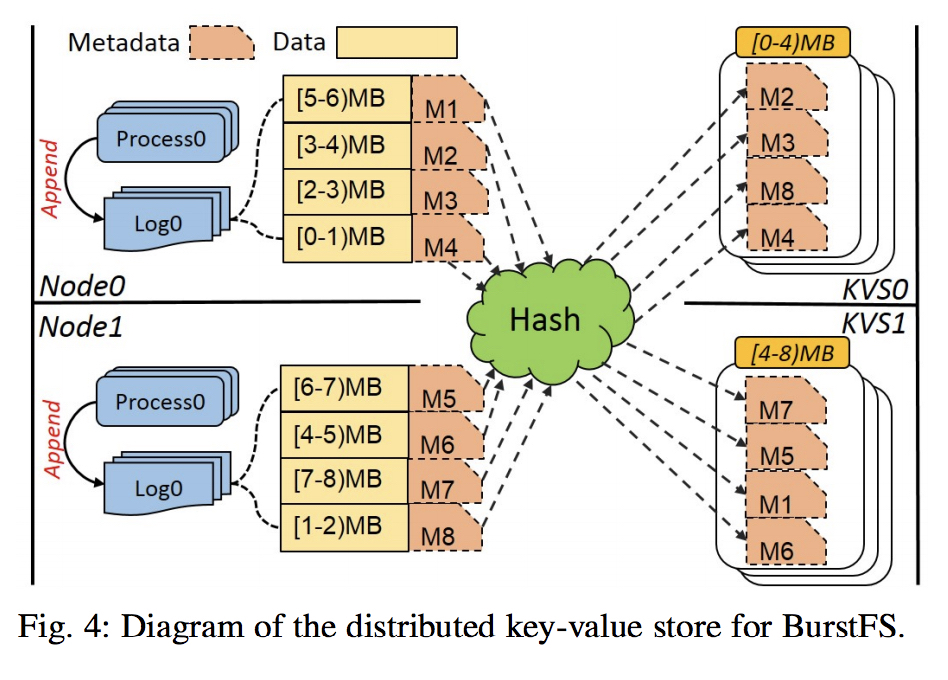 Metadata
Data
[0-4)MB
Append
Process0
Log0
[5-6)MB
M1
[3-4)MB
M2
[2-3)MB
M3
[0-1)MB
M4
M2
M3
M8
M4
Node0
KVS0
Hash
Node1
KVS1
[4-8)MB
Append
Process0
Log0
[6-7)MB
M5
[4-5)MB
M6
[7-8)MB
M7
[1-2)MB
M8
M7
M5
M1
M6
Fig. 4: Diagram of the distributed key-value store for BurstFS.